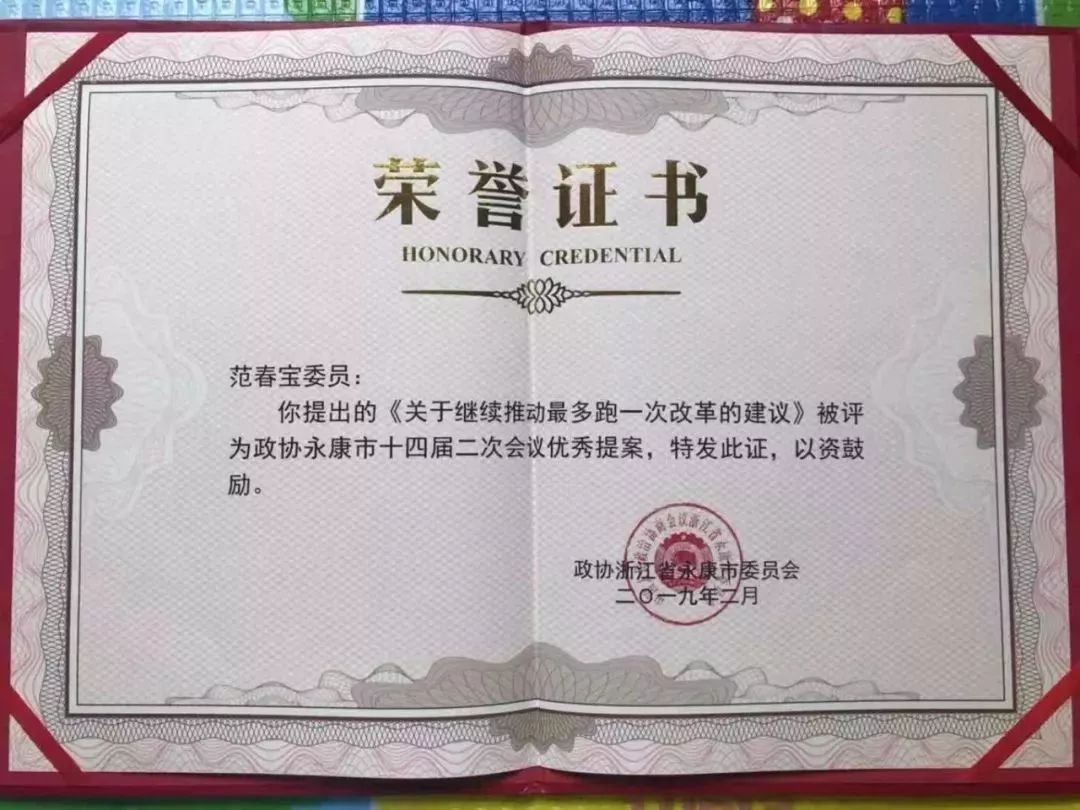 荣誉证书
HONORARY CREDENTIAL
范春宝委员：
你提出的《关于继续推动最多跑一次改革的建议》被评
为政协永康市十四届二次会议优秀提案，特发此证，以资鼓
励。
政协浙江省永康市委员会
二〇一九年二月